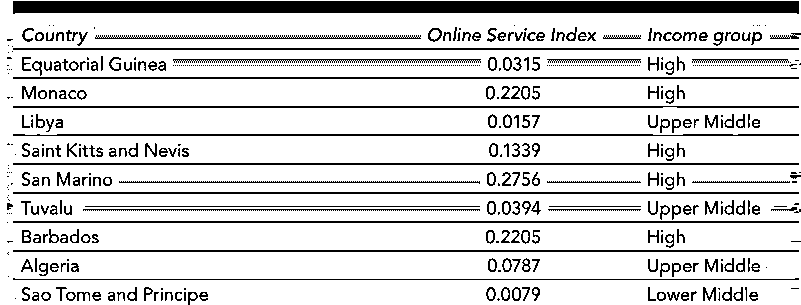 Country Online Service Index Income group
Equatorial Guinea 0.0315 High
Monaco 0.2205 High
Libya 0.0157 Upper Middle
Saint Kitts and Nevis 0.1339 High
San Marino 0.2756 High
Tuvalu 0.0394 Upper Middle
Barbados 0.2205 High
Algeria 0.0787 Upper Middle
Sao Tome and Principe 0.0079 Lower Middle